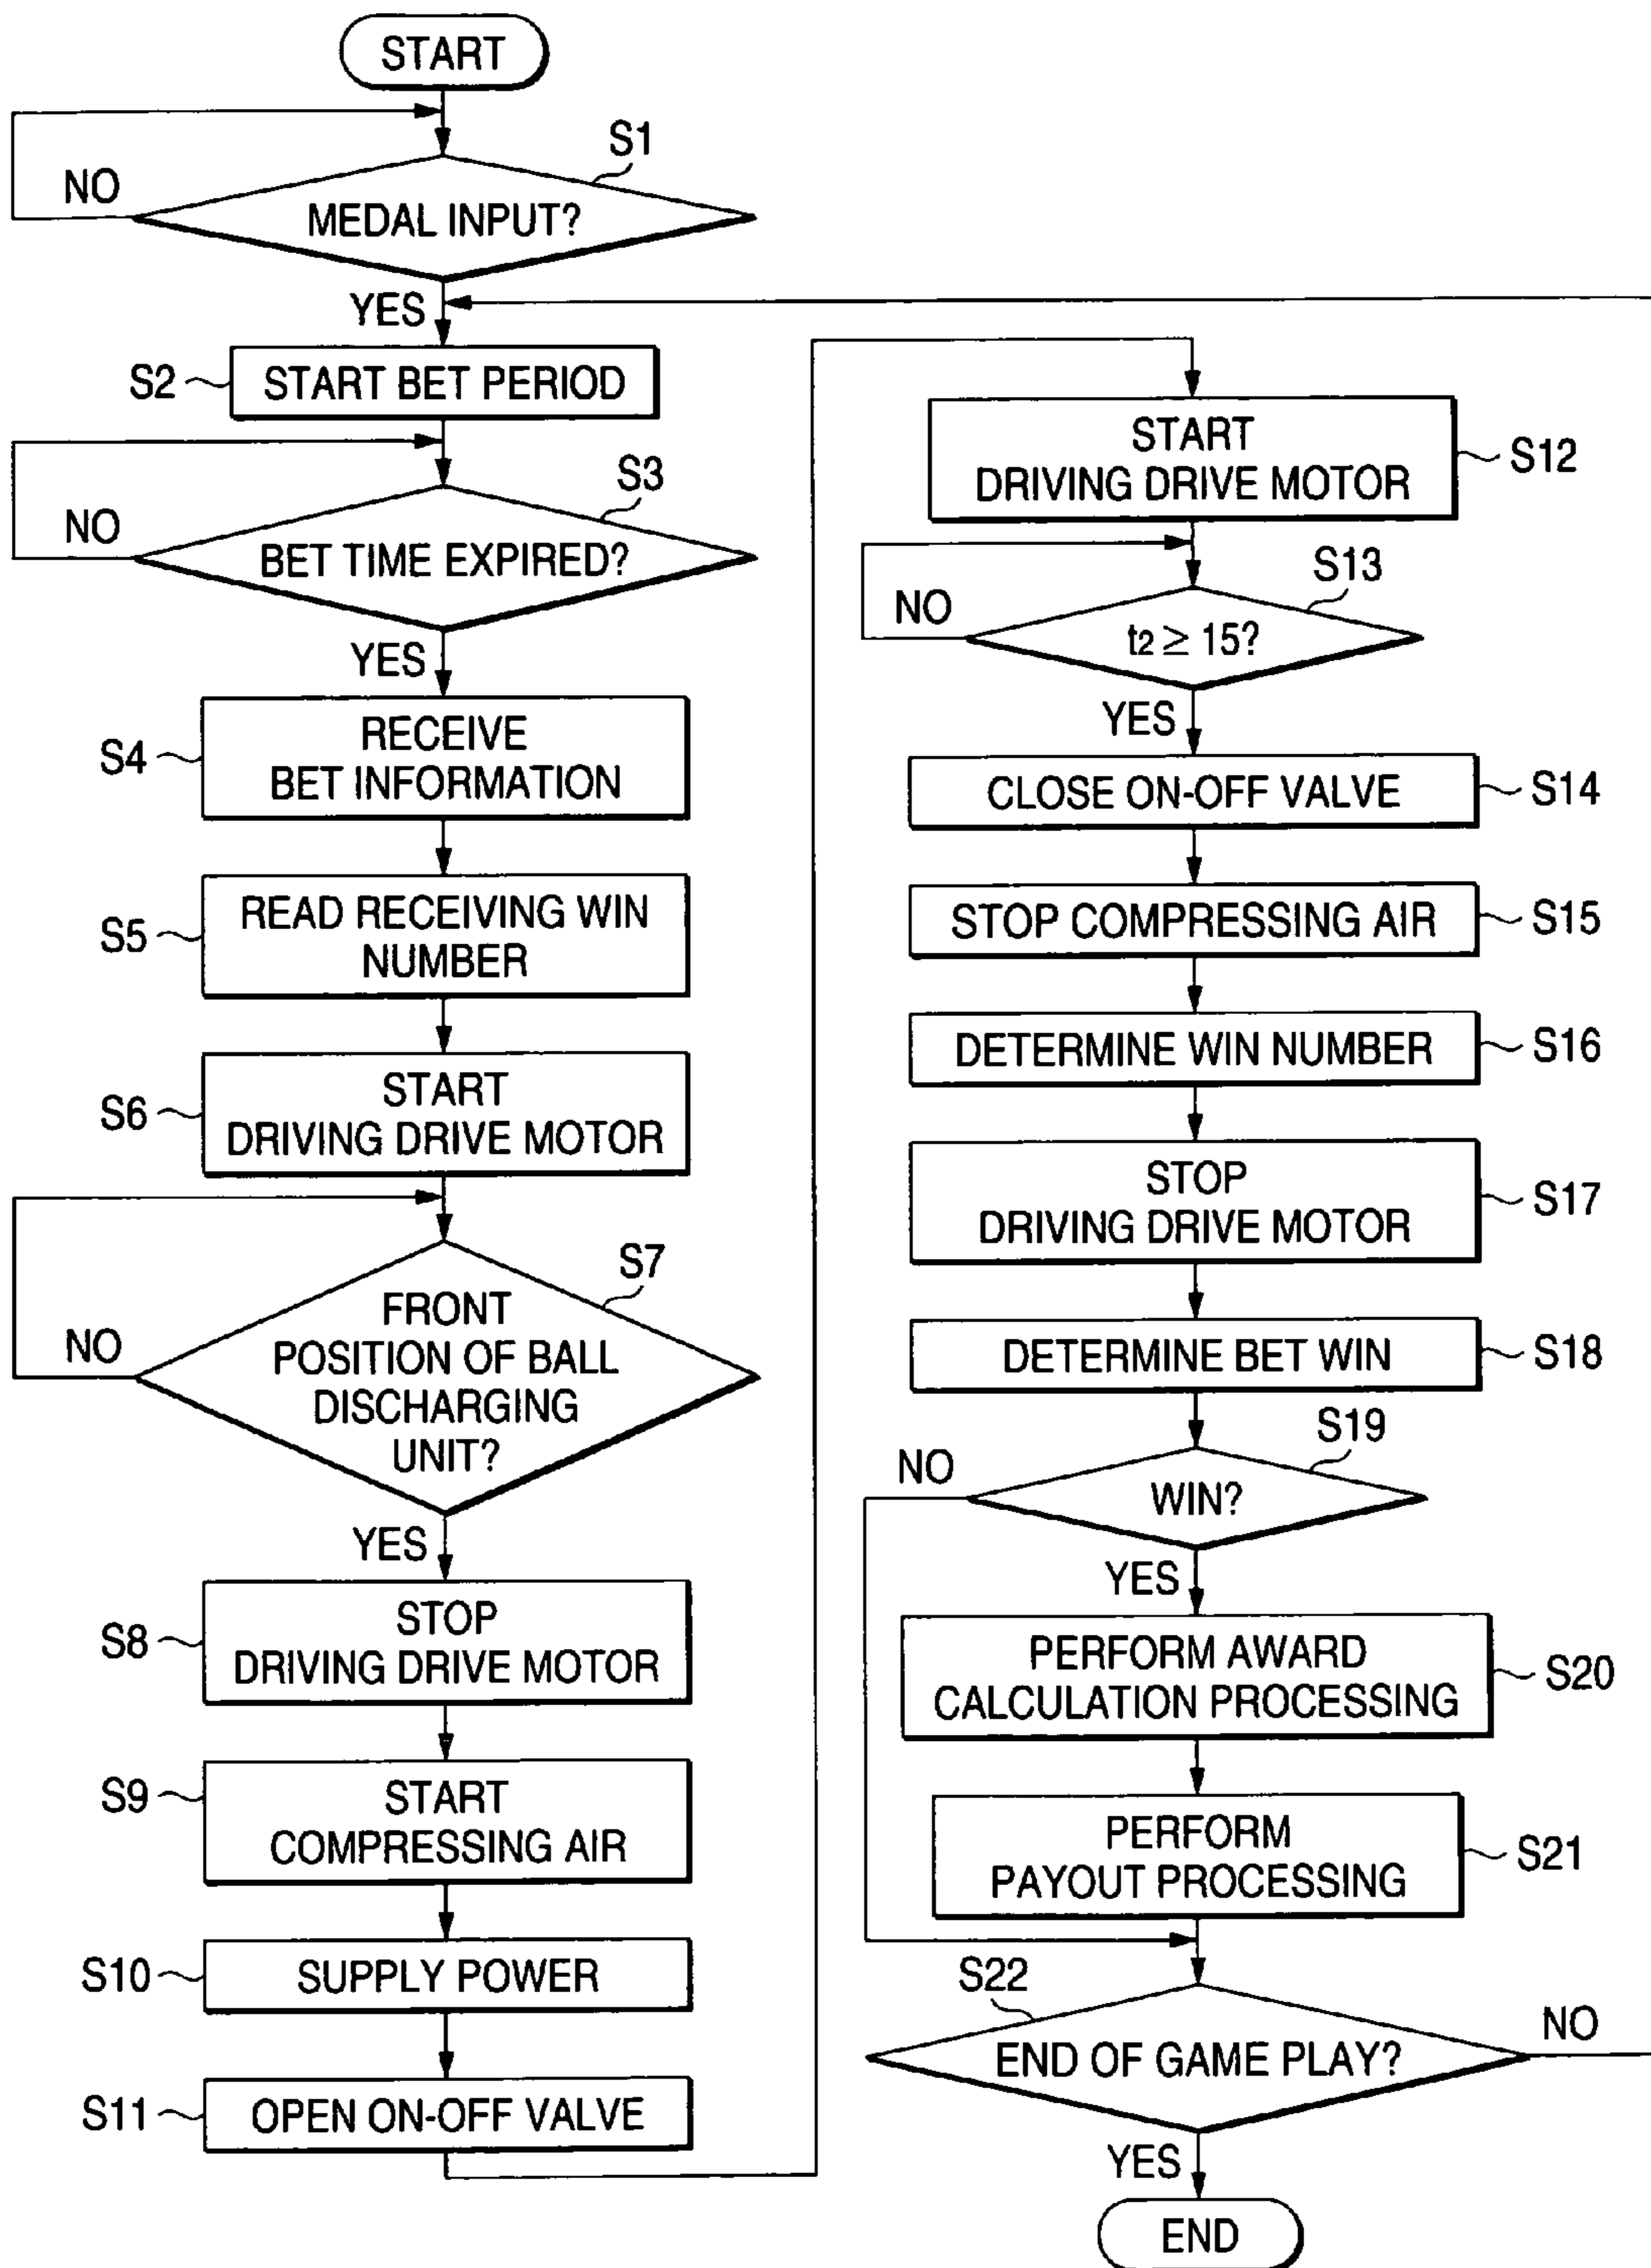 START
S1
NO
MEDAL INPUT?
YES
S2
START BET PERIOD
S3
NO
BET TIME EXPIRED?
YES
S4
RECEIVE
BET INFORMATION
S5
READ RECEIVING WIN
NUMBER
S6
START
DRIVING DRIVE MOTOR
S7
NO
FRONT
POSITION OF BALL
DISCHARGING
UNIT?
YES
S8
STOP
DRIVING DRIVE MOTOR
S9
START
COMPRESSING AIR
S10
SUPPLY POWER
S11
OPEN ON-OFF VALVE
START
DRIVING DRIVE MOTOR
S12
S13
NO
t2 ≥ 15?
YES
CLOSE ON-OFF VALVE
S14
STOP COMPRESSING AIR
S15
DETERMINE WIN NUMBER
S16
STOP
DRIVING DRIVE MOTOR
S17
DETERMINE BET WIN
S18
S19
NO
WIN?
YES
PERFORM AWARD
CALCULATION PROCESSING
S20
PERFORM
PAYOUT PROCESSING
S21
S22
END OF GAME PLAY?
NO
YES
END